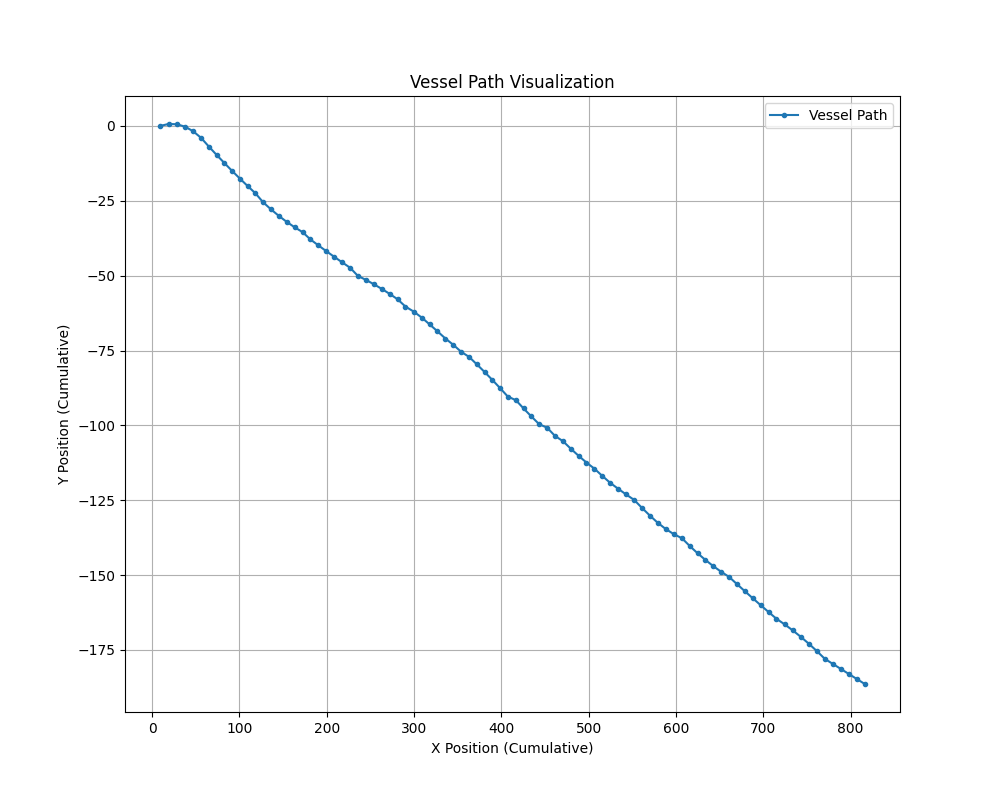 Vessel Path Visualization
Vessel Path
0
−25
−50
−75
−100
−125
−150
−175
Y Position (Cumulative)
0 100 200 300 400 500 600 700 800
X Position (Cumulative)